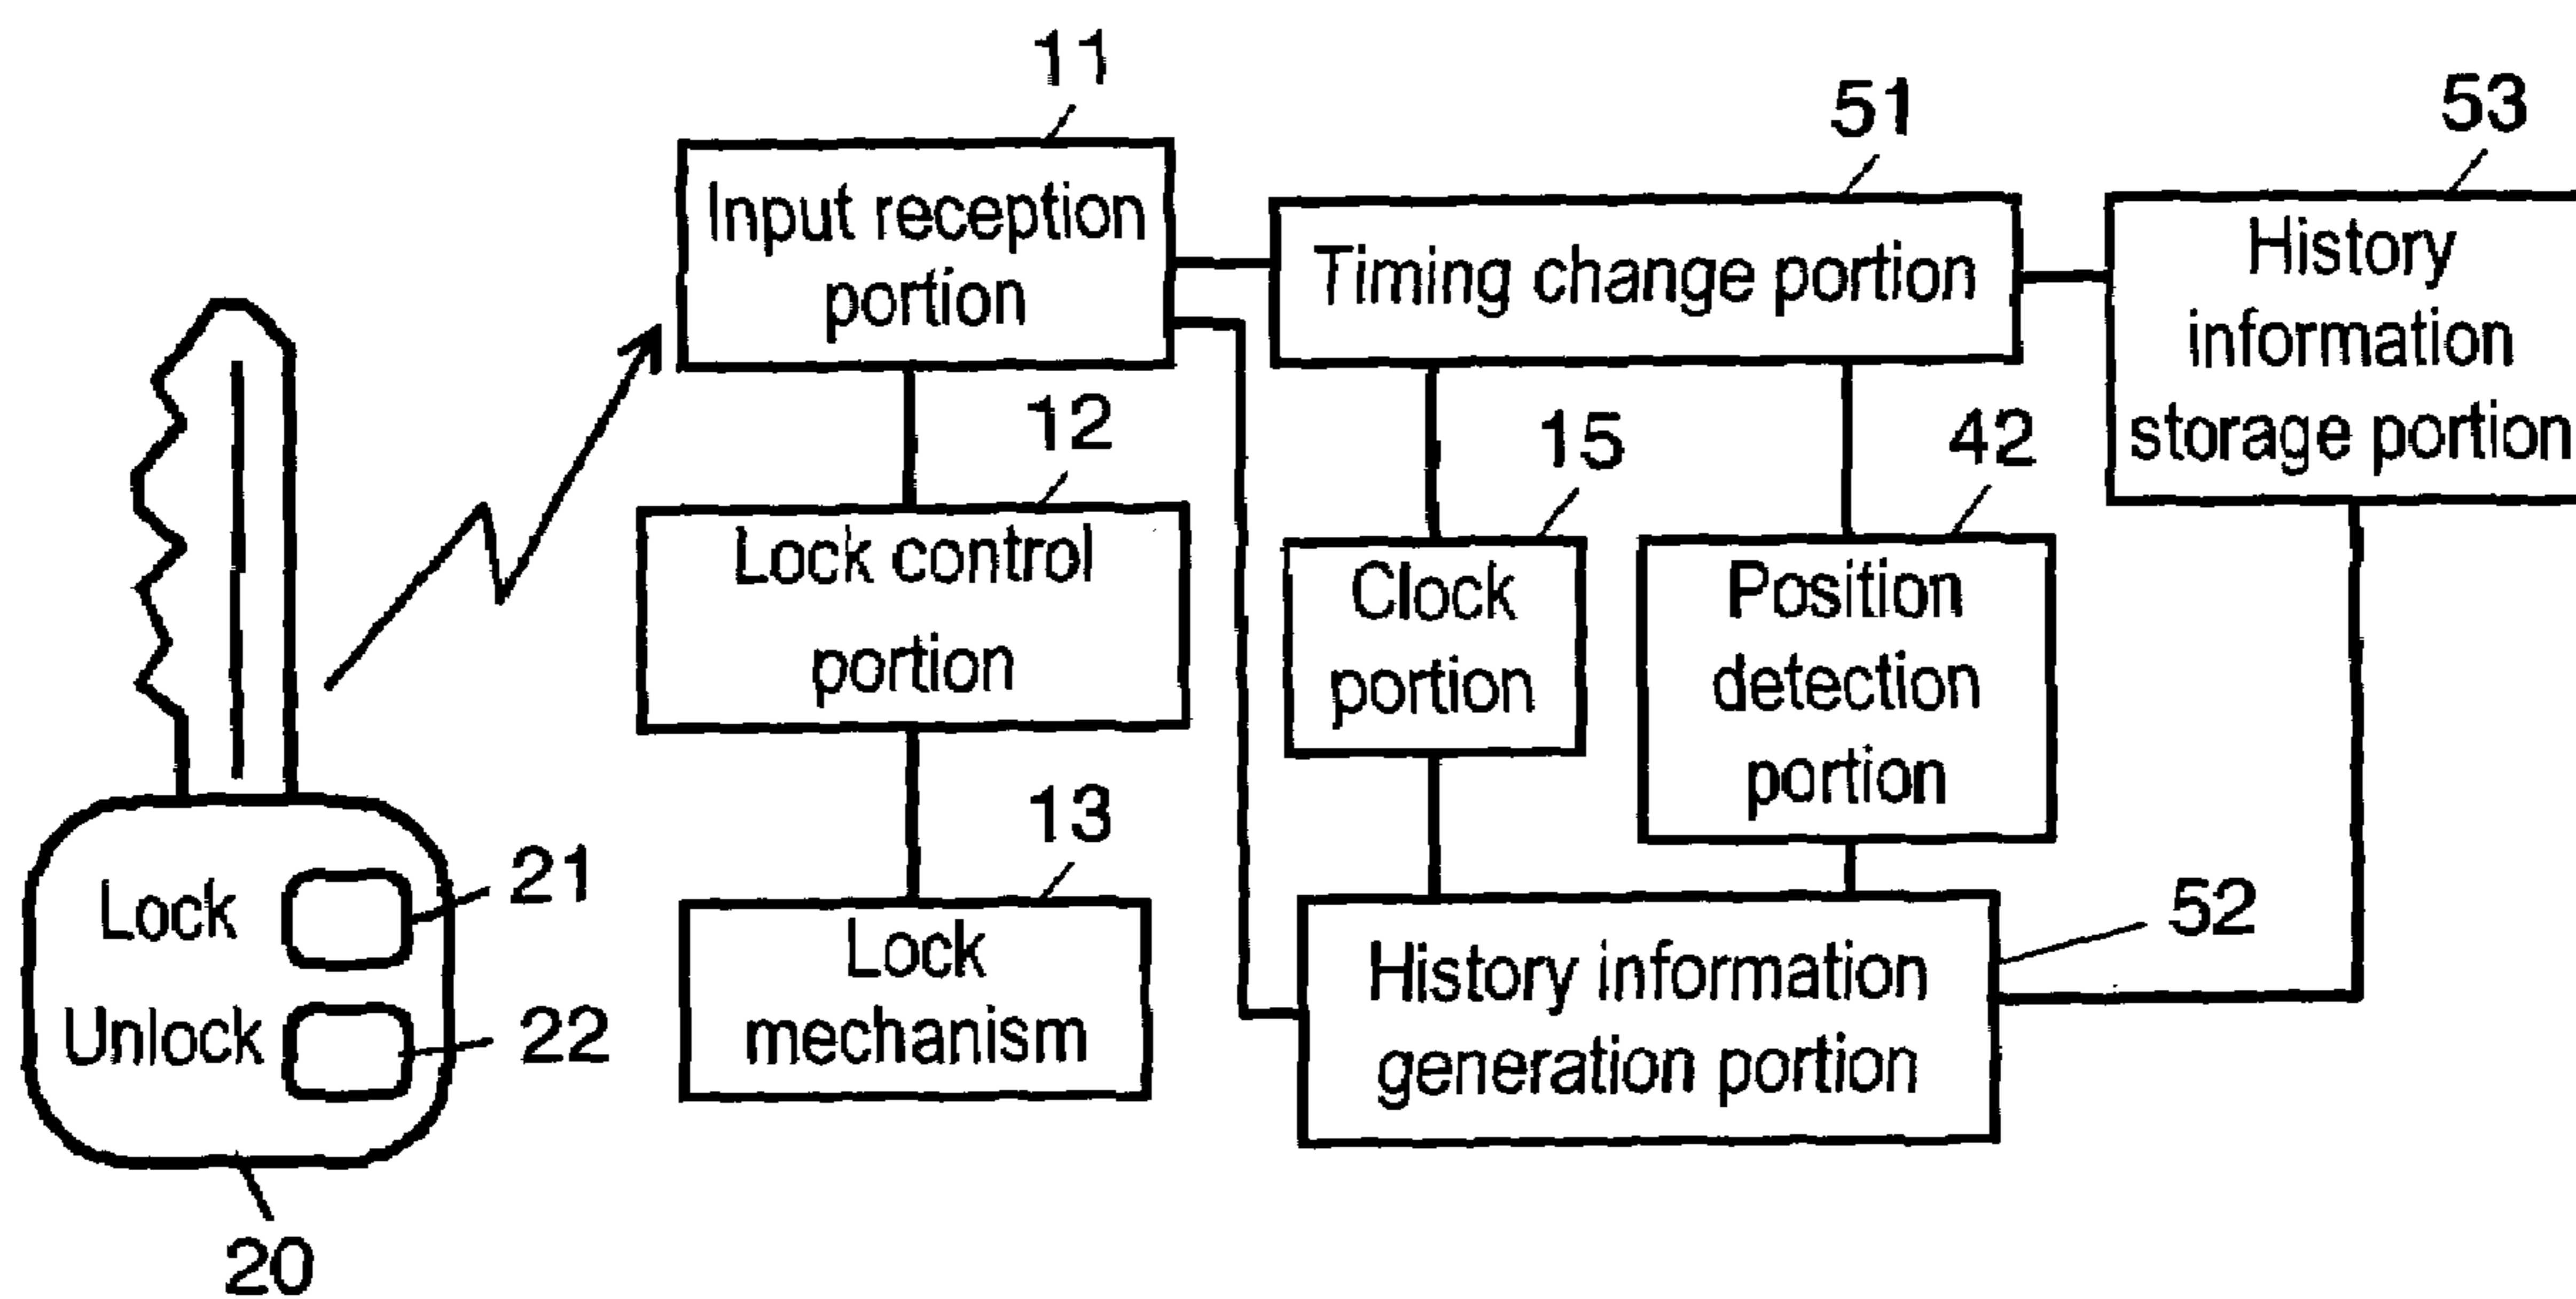 11
Input reception
portion
51
Timing change portion
53
History
information
storage portion
12
Lock control
portion
15
Clock
portion
42
Position
detection
portion
13
Lock
mechanism
52
History information
generation portion
Lock
21
Unlock
22
20